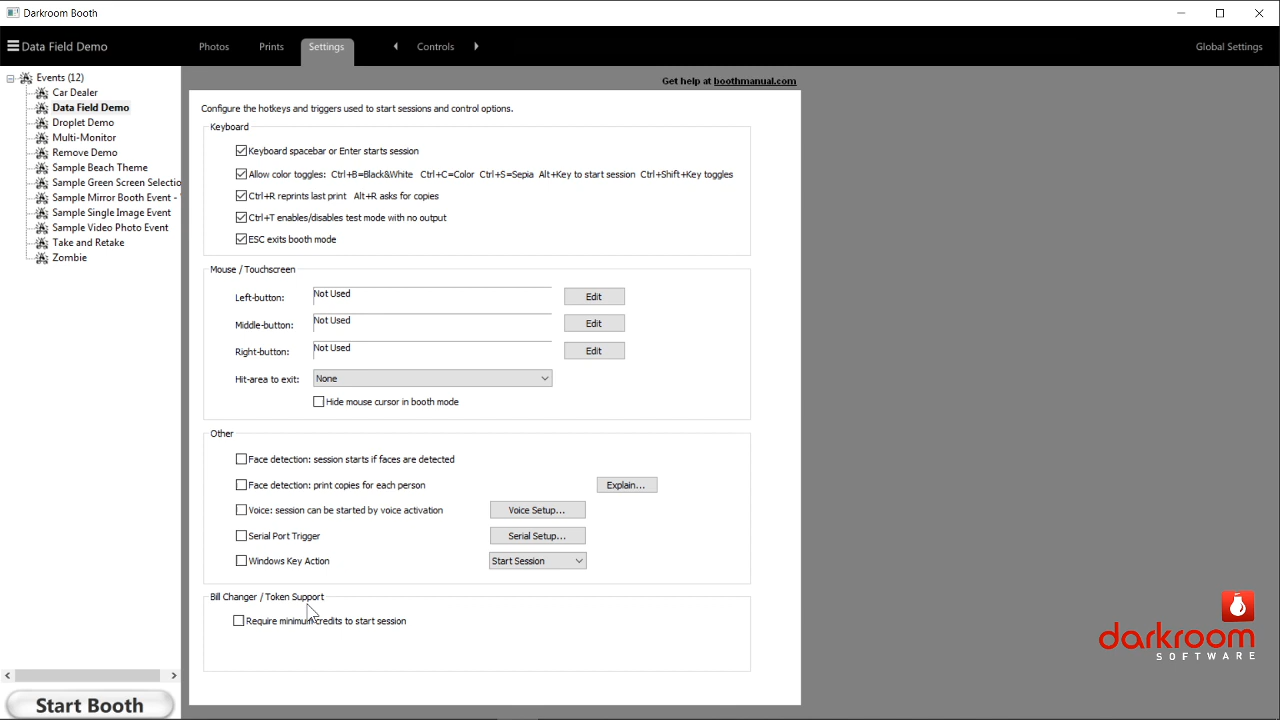 Darkroom Booth
Data Field Demo
Photos
Prints
Settings
Controls
Global Settings
Events (12)
Car Dealer
Data Field Demo
Droplet Demo
Multi-Monitor
Remove Demo
Sample Beach Theme
Sample Green Screen Selectio
Sample Mirror Booth Event -
Sample Single Image Event
Sample Video Photo Event
Take and Retake
Zombie
Start Booth
Get help at boothmanual.com
Configure the hotkeys and triggers used to start sessions and control options.
Keyboard
Keyboard spacebar or Enter starts session
Allow color toggles: Ctrl+B=Black&White Ctrl+C=Color Ctrl+S=Sepia Alt+Key to start session Ctrl+Shift+Key toggles
Ctrl+R reprints last print Alt+R asks for copies
Ctrl+T enables/disables test mode with no output
ESC exits booth mode
Mouse / Touchscreen
Left-button: Not Used Edit
Middle-button: Not Used Edit
Right-button: Not Used Edit
Hit-area to exit: None
Hide mouse cursor in booth mode
Other
Face detection: session starts if faces are detected
Face detection: print copies for each person Explain...
Voice: session can be started by voice activation Voice Setup...
Serial Port Trigger Serial Setup...
Windows Key Action Start Session
Bill Changer / Token Support
Require minimum credits to start session
darkroom
SOFTWARE